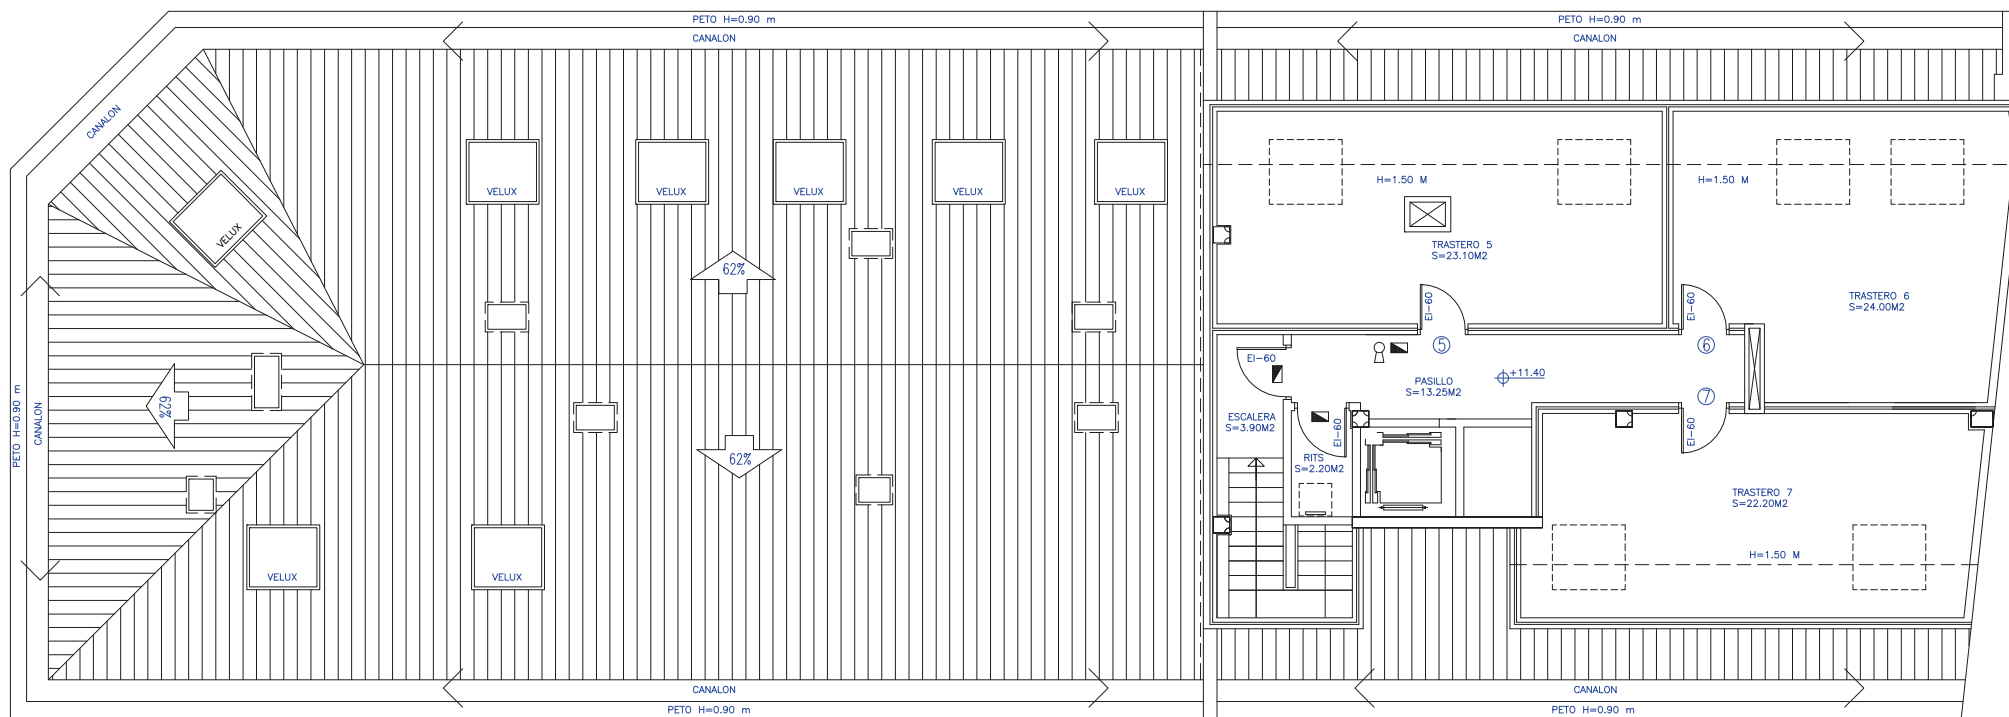 PETO H=0.90 m
PETO H=0.90 m
CANALON
CANALON
CANALON
VELUX
VELUX
VELUX
VELUX
VELUX
VELUX
H=1.50 M
H=1.50 M
TRASTERO 5
S=23.10M2
62%
TRASTERO 6
S=24.00M2
EI-60
EI-60
5
6
EI-60
+11.40
PASILLO
S=13.25M2
7
PETO H=0.90 m
CANALON
62%
ESCALERA
S=3.90M2
EI-60
EI-60
62%
RITS
S=2.20M2
TRASTERO 7
S=22.20M2
H=1.50 M
VELUX
VELUX
CANALON
CANALON
PETO H=0.90 m
PETO H=0.90 m